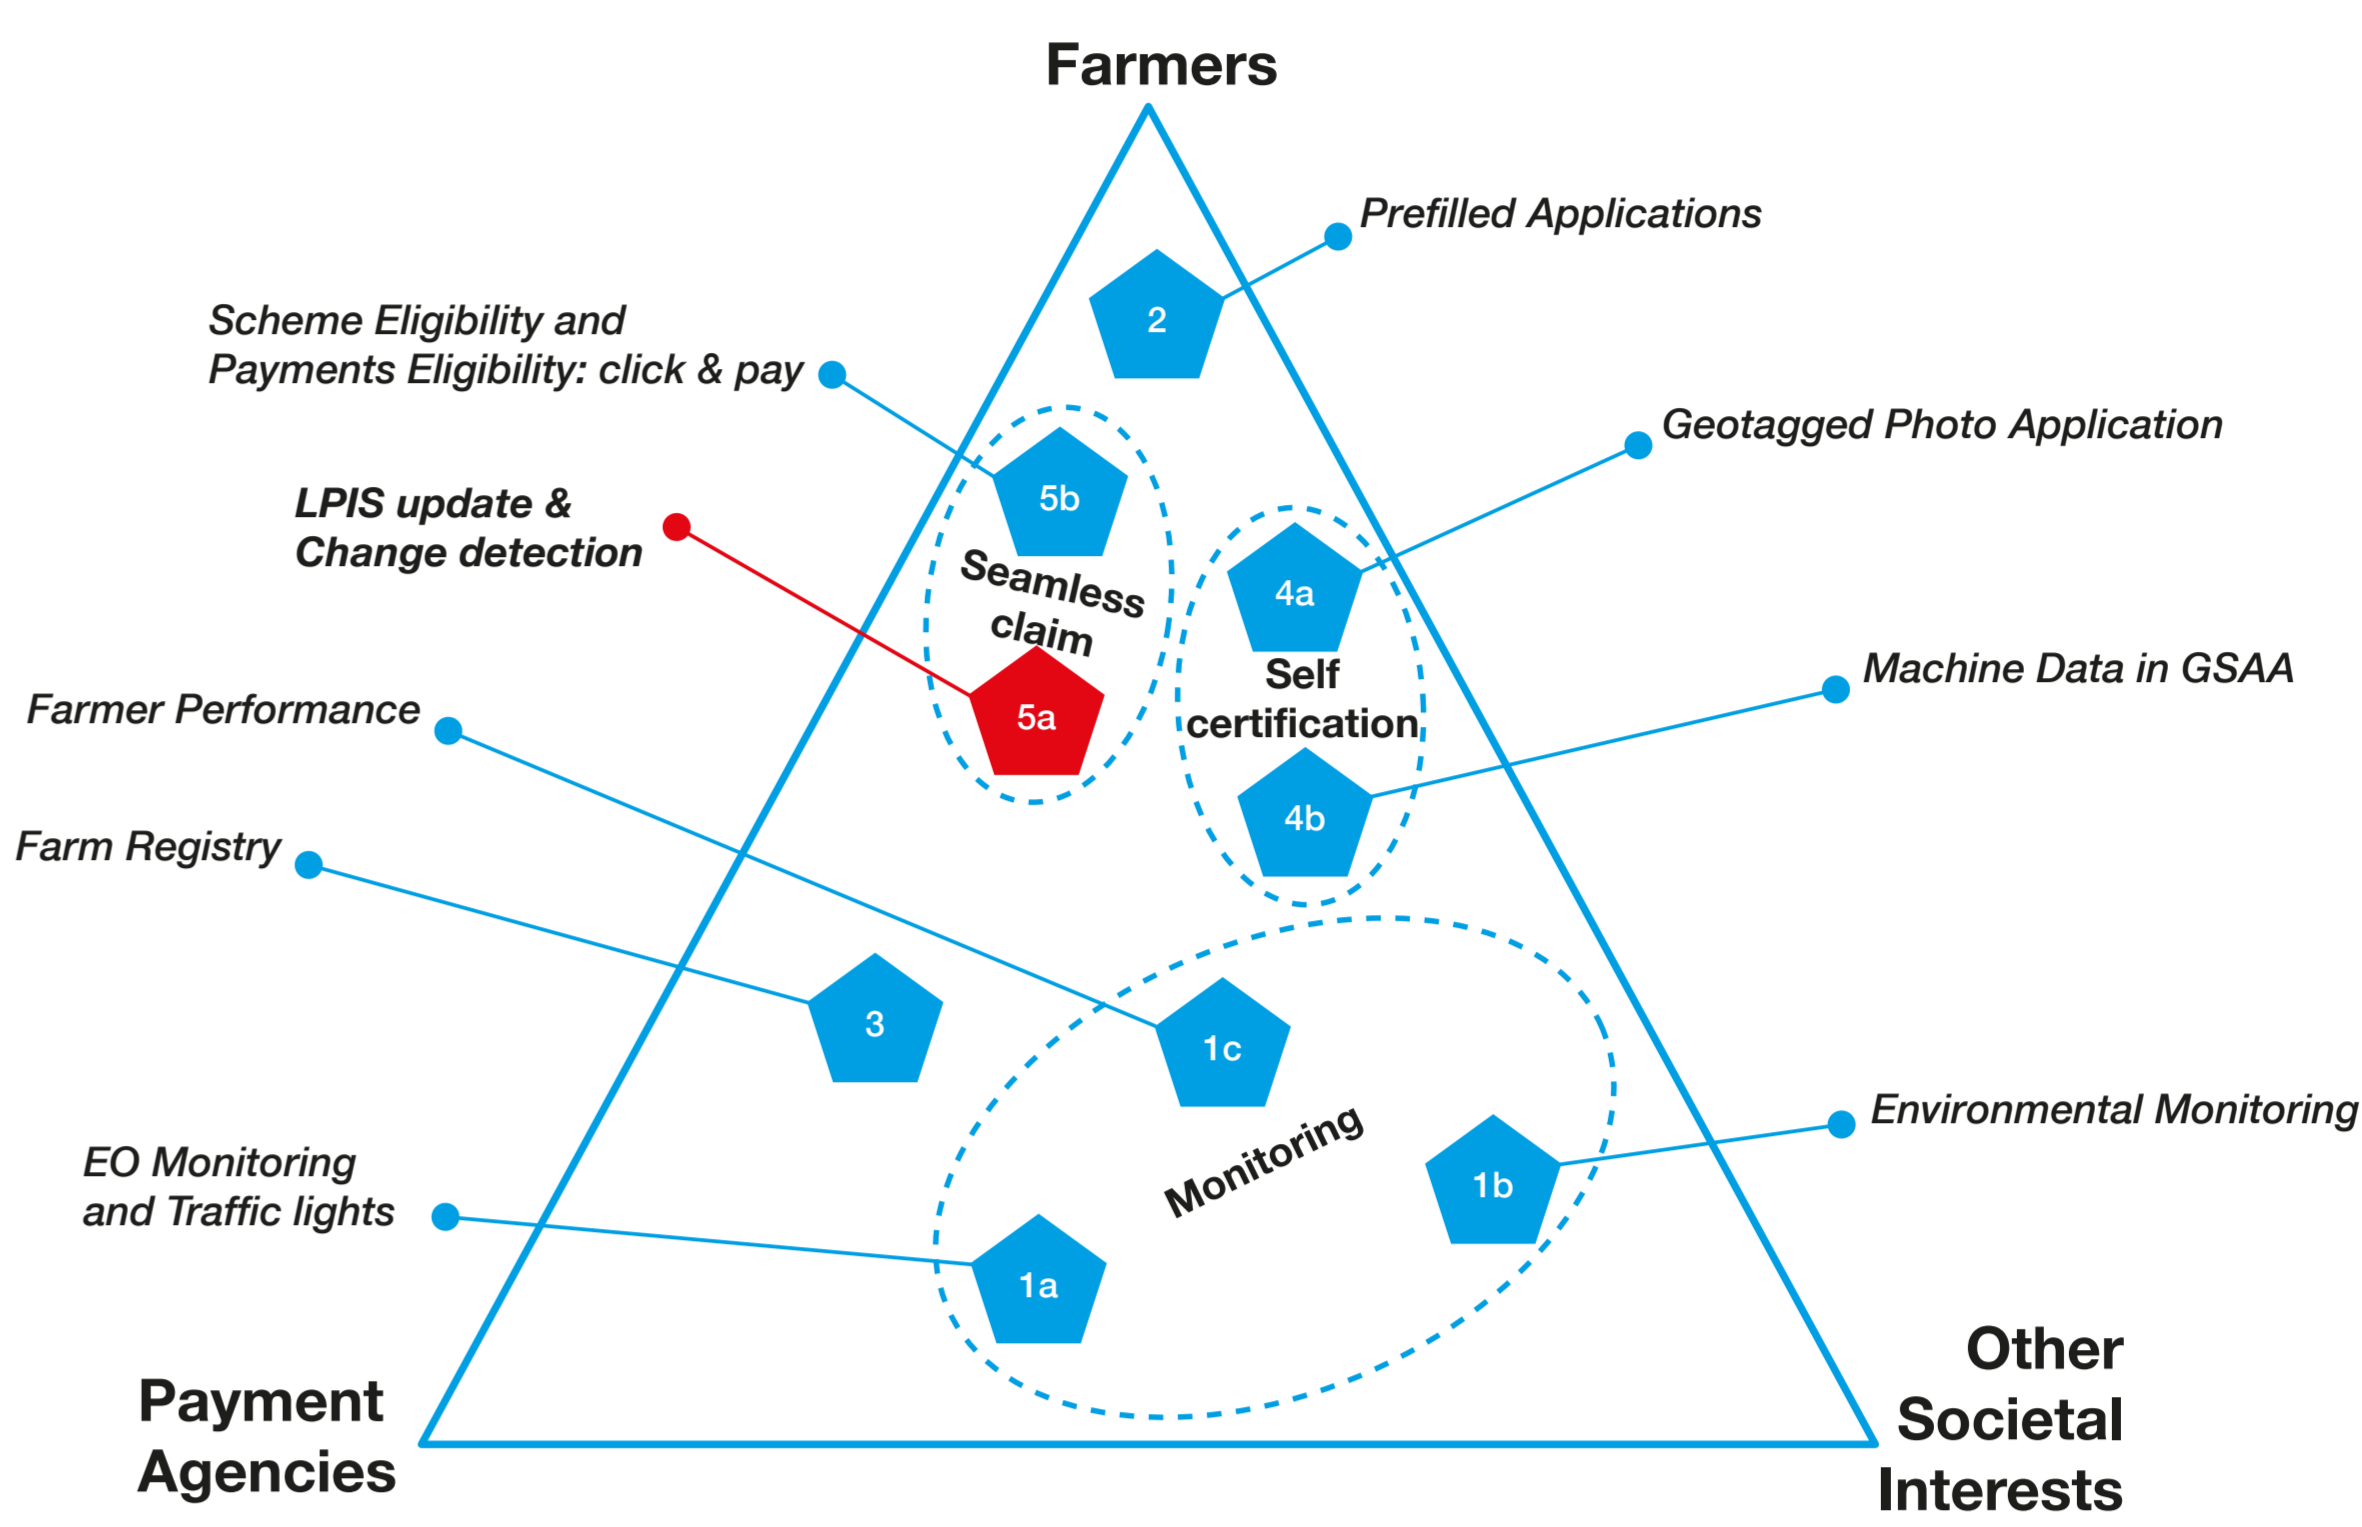 Farmers
Prefilled Applications
2
Scheme Eligibility and
Payments Eligibility: click & pay
Geotagged Photo Application
5b
LPIS update &
Change detection
Seamless
claim
4a
Self
certification
Machine Data in GSAA
5a
Farmer Performance
4b
Farm Registry
3
1c
Environmental Monitoring
Monitoring
1b
EO Monitoring
and Traffic lights
1a
Payment
Agencies
Other
Societal
Interests